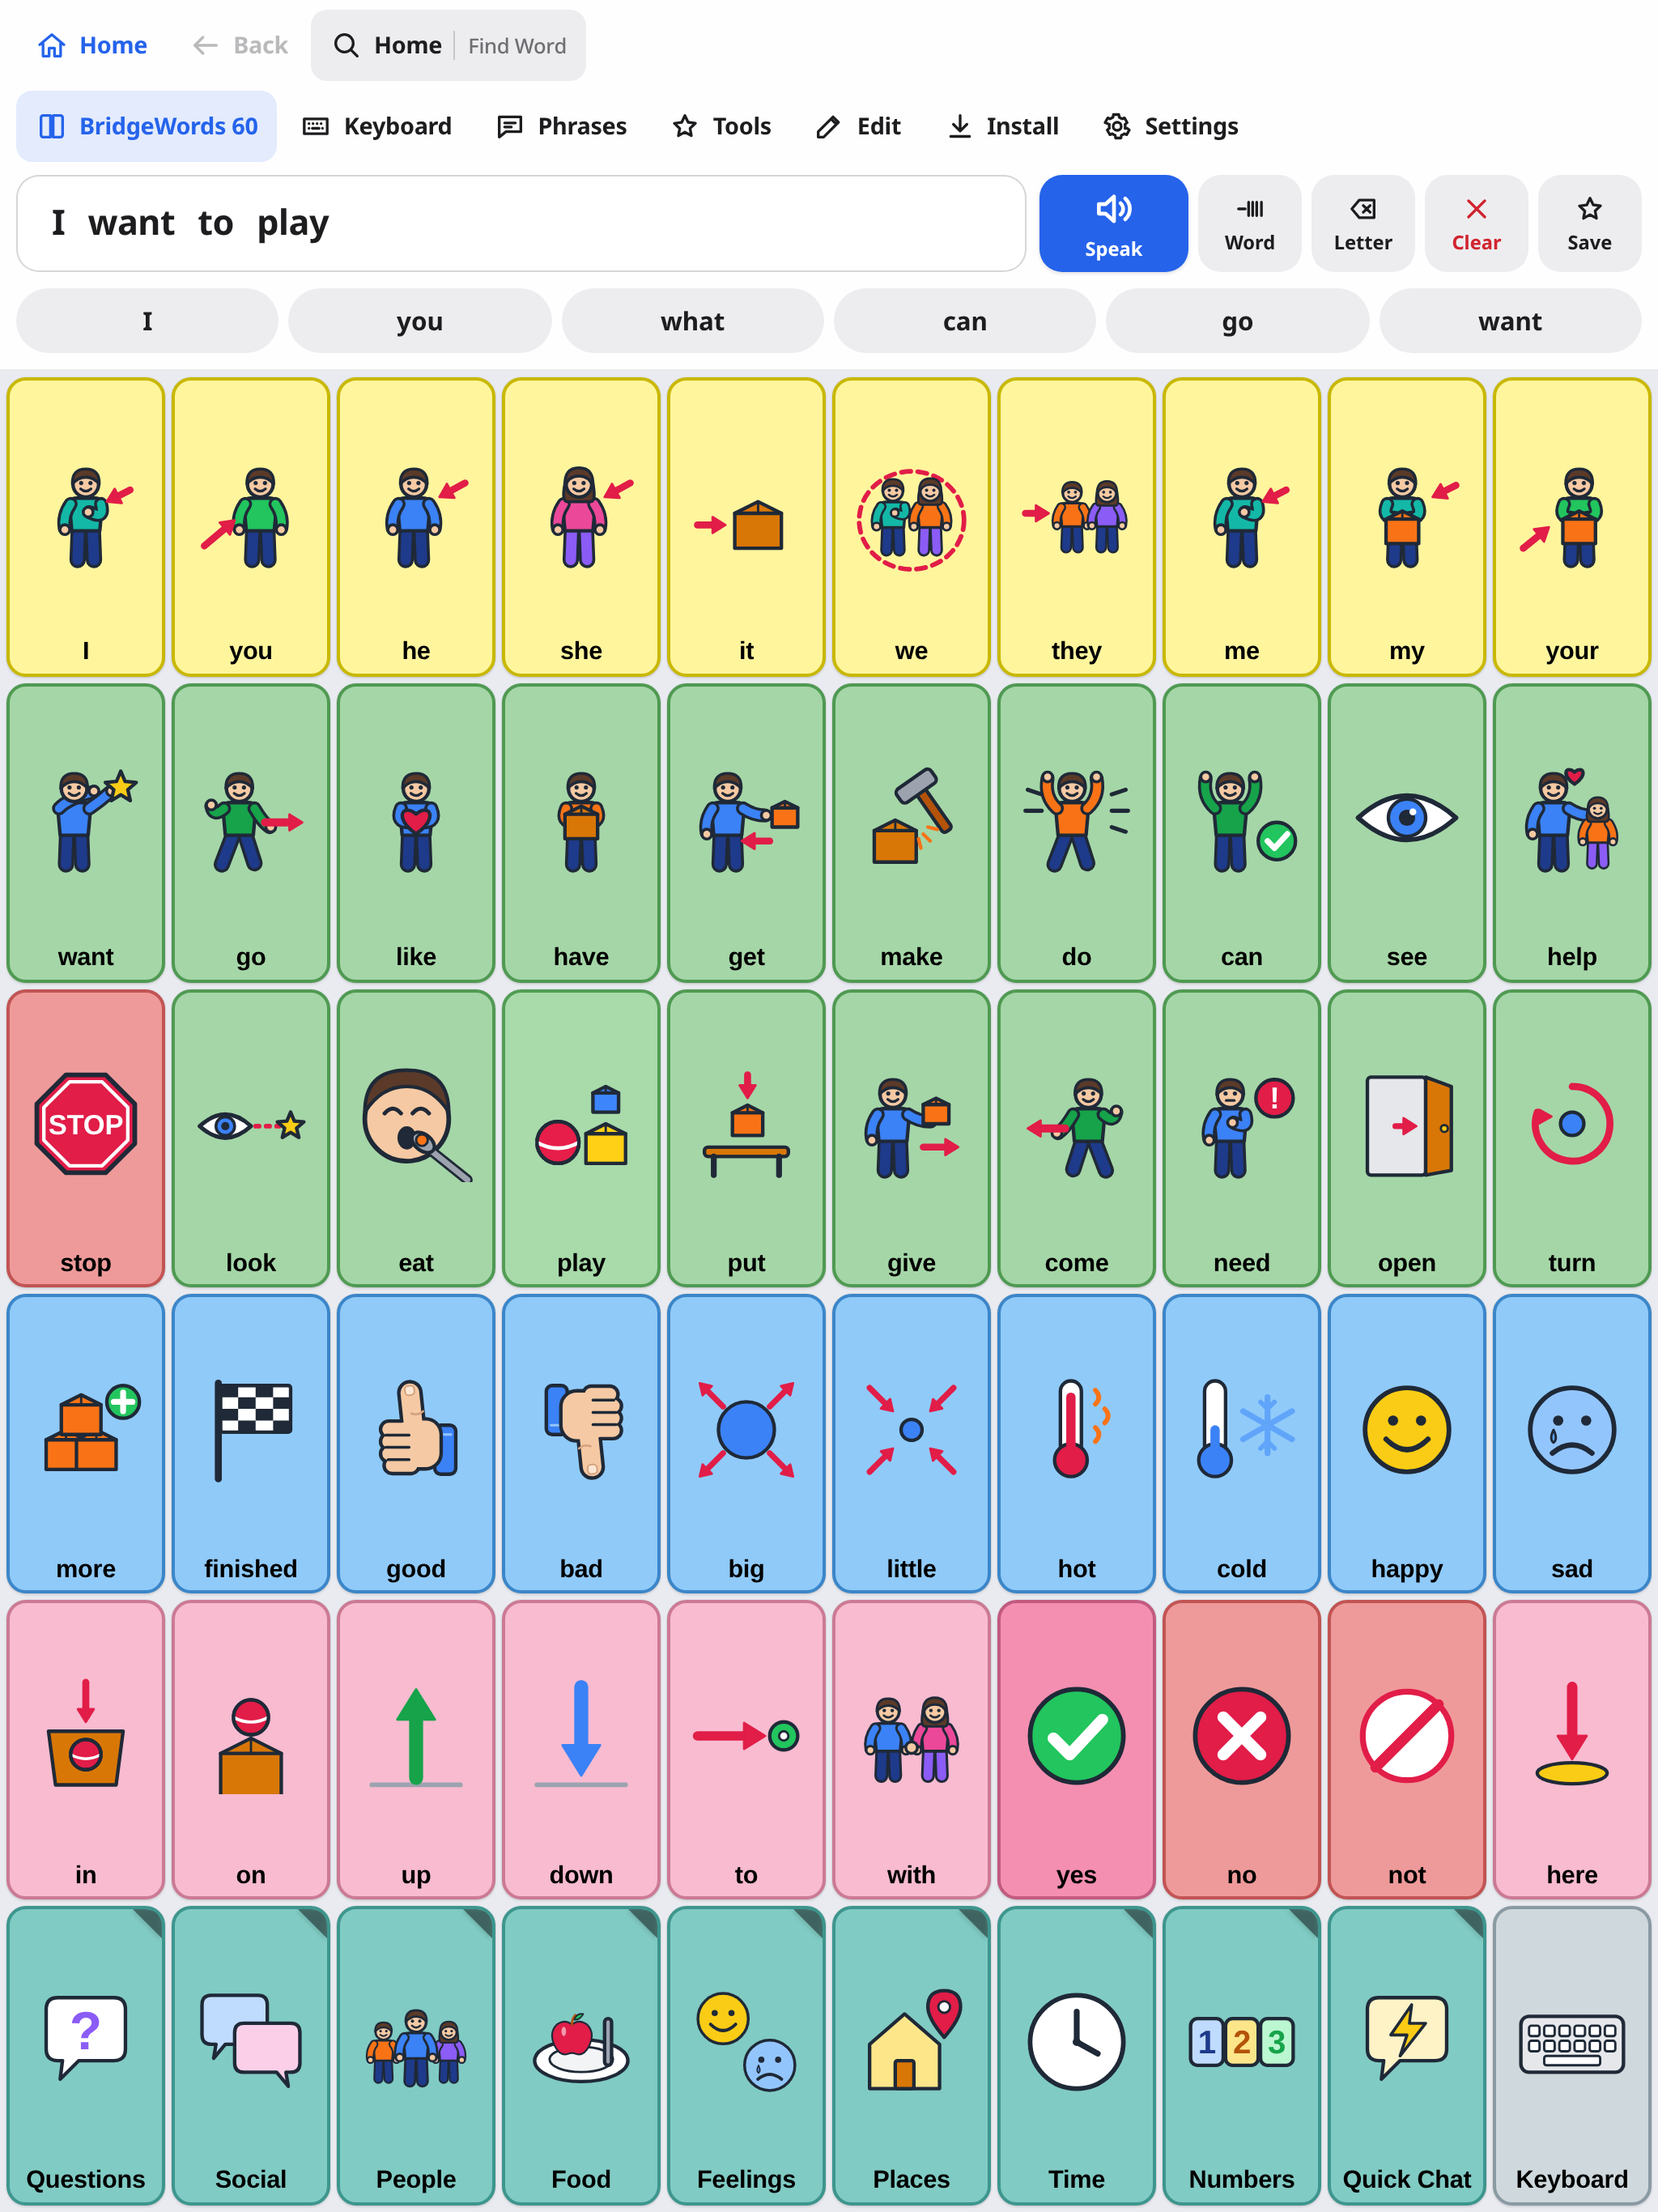 Home Back Home Find Word
BridgeWords 60 Keyboard Phrases Tools Edit Install Settings
I want to play Speak Word Letter Clear Save
I you what can go want
I you he she it we they me my your
want go like have get make do can see help
STOP !
stop look eat play put give come need open turn
more finished good bad big little hot cold happy sad
in on up down to with yes no not here
? 1 2 3
Questions Social People Food Feelings Places Time Numbers Quick Chat Keyboard